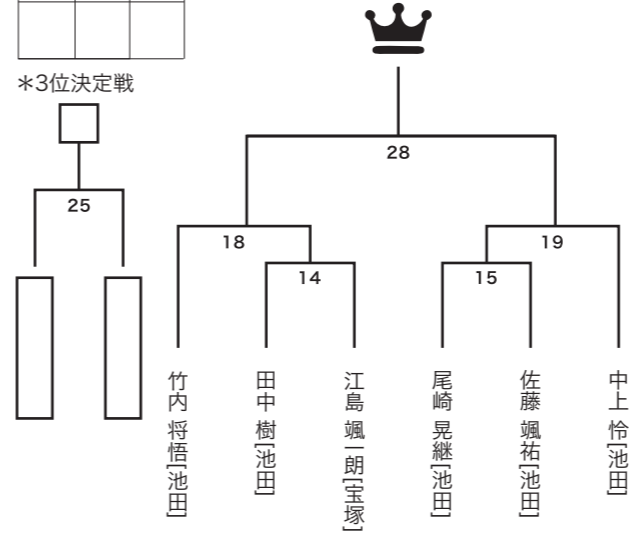 ＊3位決定戦
28
25
18
19
14
15
竹内 将悟[池田]
田中 樹[池田]
江島 颯一朗[宝塚]
尾崎 晃継[池田]
佐藤 颯祐[池田]
中上 怜[池田]